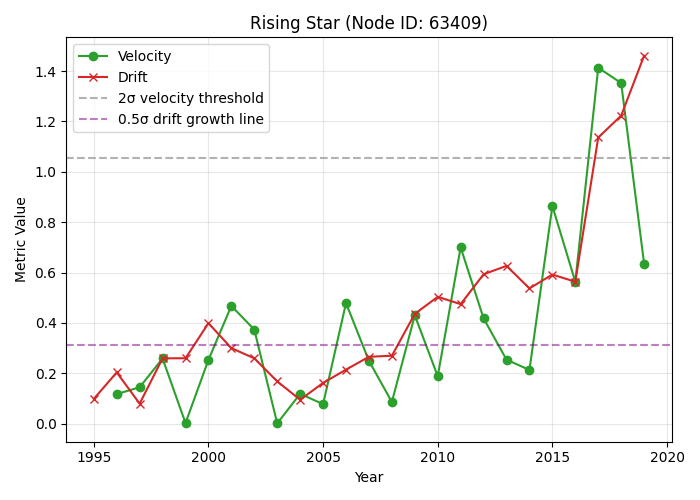 Rising Star (Node ID: 63409)
Velocity
Drift
2σ velocity threshold
0.5σ drift growth line
Metric Value
1.4
1.2
1.0
0.8
0.6
0.4
0.2
0.0
1995 2000 2005 2010 2015 2020
Year